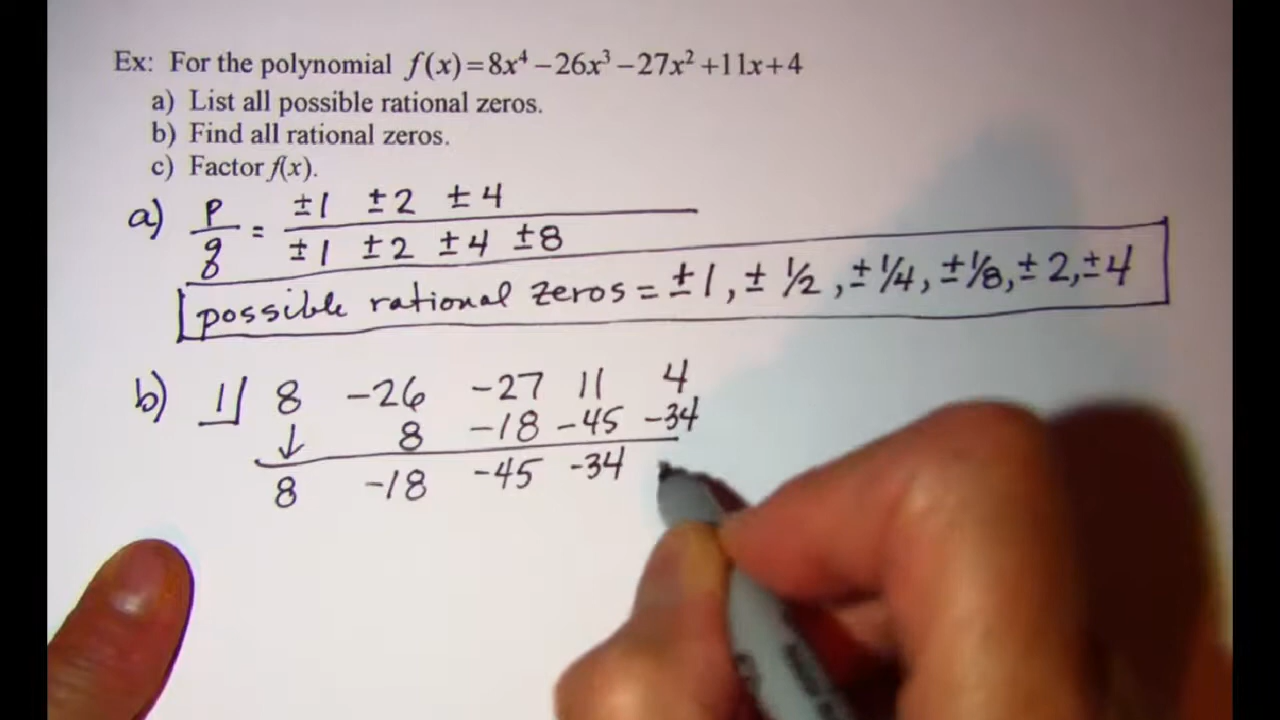 Ex: For the polynomial f(x)=8x⁴−26x³−27x²+11x+4
a) List all possible rational zeros.
b) Find all rational zeros.
c) Factor f(x).
a) p/q = ±1 ±2 ±4 / ±1 ±2 ±4 ±8
possible rational zeros = ±1, ± 1/2, ± 1/4, ± 1/8, ± 2, ± 4
b) 1| 8 -26 -27 11 4
↓ 8 -18 -45 -34
8 -18 -45 -34